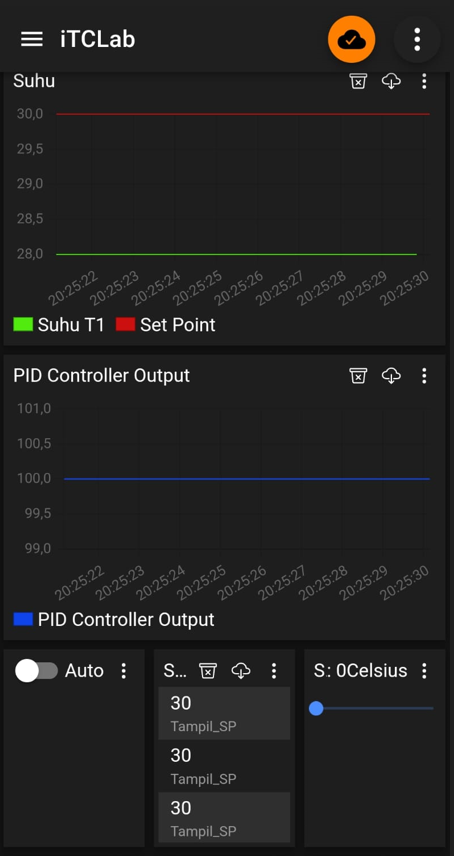 iTCLab
Suhu
30,0
29,5
29,0
28,5
28,0
20:25:22 20:25:23 20:25:24 20:25:25 20:25:26 20:25:27 20:25:28 20:25:29 20:25:30
Suhu T1 Set Point
PID Controller Output
101,0
100,5
100,0
99,5
99,0
20:25:22 20:25:23 20:25:24 20:25:25 20:25:26 20:25:27 20:25:28 20:25:29 20:25:30
PID Controller Output
Auto S... S: 0Celsius
30
Tampil_SP
30
Tampil_SP
30
Tampil_SP